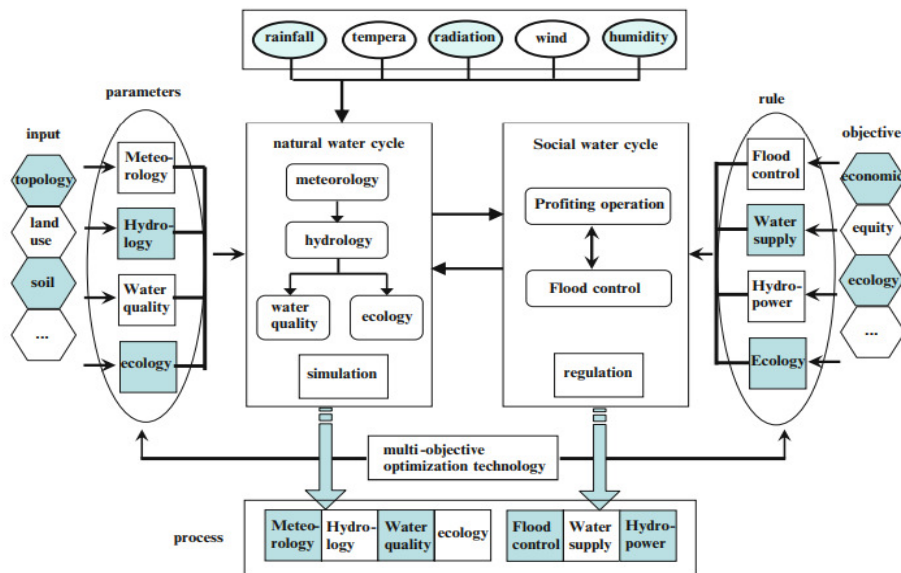 rainfall
tempera
radiation
wind
humidity
parameters
input
topology
land
use
soil
...
Meteo-
rology
Hydro-
logy
Water
quality
ecology
natural water cycle
meteorology
hydrology
water
quality
ecology
simulation
Social water cycle
Profiting operation
Flood control
regulation
rule
objective
Flood
control
Water
supply
Hydro-
power
Ecology
economic
equity
ecology
...
multi-objective
optimization technology
process
Meteo-
rology
Hydro-
logy
Water
quality
ecology
Flood
control
Water
supply
Hydro-
power